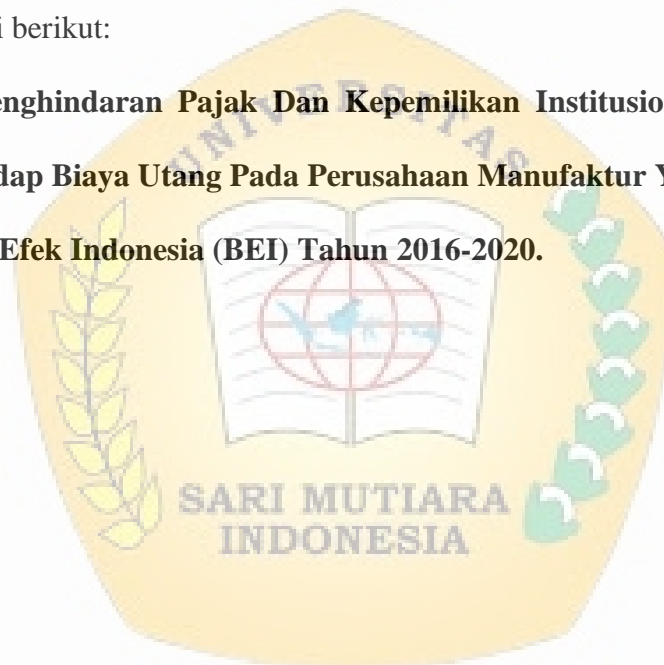 i berikut:
enghindaran Pajak Dan Kepemilikan Institusio
dap Biaya Utang Pada Perusahaan Manufaktur Y
Efek Indonesia (BEI) Tahun 2016-2020.
UNIVERSITAS
SARI MUTIARA
INDONESIA